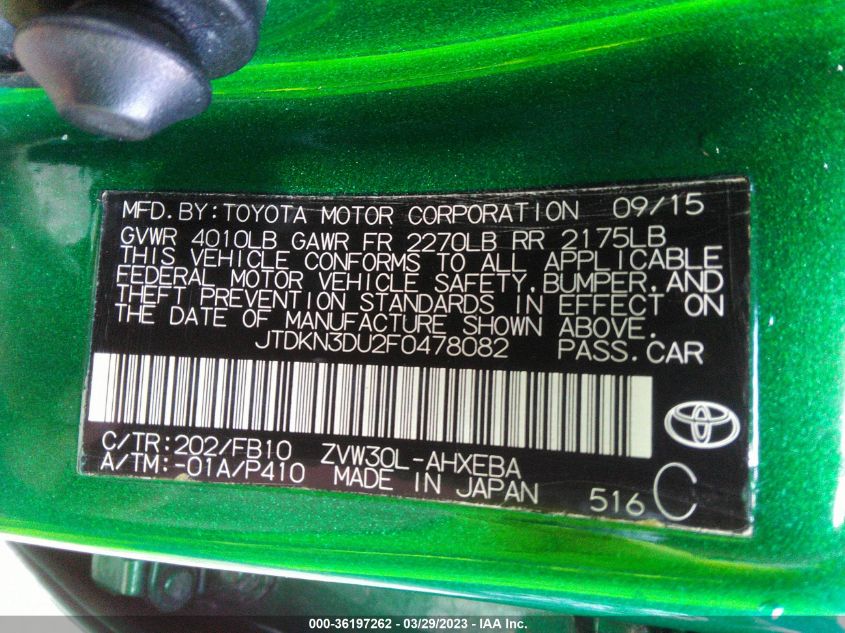 MFD.BY:TOYOTA MOTOR CORPORATION 09/15
GVWR 4010LB GAWR FR 2270LB RR 2175LB
THIS VEHICLE CONFORMS TO ALL APPLICABLE
FEDERAL MOTOR VEHICLE SAFETY,BUMPER,AND
THEFT PREVENTION STANDARDS IN EFFECT ON
THE DATE OF MANUFACTURE SHOWN ABOVE.
JTDKN3DU2F0478082 PASS.CAR
C/TR:202/FB10 ZVW30L-AHXEBA
A/TM:-01A/P410 MADE IN JAPAN 516 C
000-36197262 - 03/29/2023 - IAA Inc.